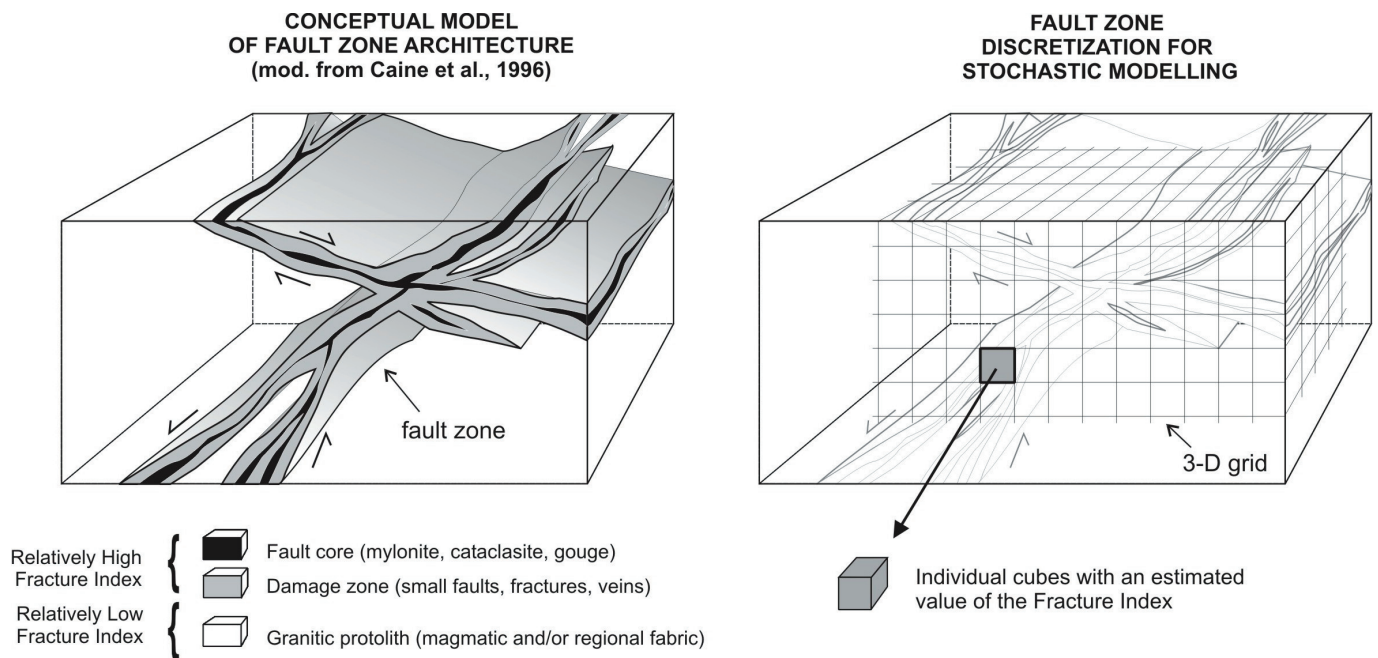 CONCEPTUAL MODEL
OF FAULT ZONE ARCHITECTURE
(mod. from Caine et al., 1996)
fault zone
Relatively High
Fracture Index
Fault core (mylonite, cataclasite, gouge)
Damage zone (small faults, fractures, veins)
Relatively Low
Fracture Index
Granitic protolith (magmatic and/or regional fabric)
FAULT ZONE
DISCRETIZATION FOR
STOCHASTIC MODELLING
3-D grid
Individual cubes with an estimated
value of the Fracture Index